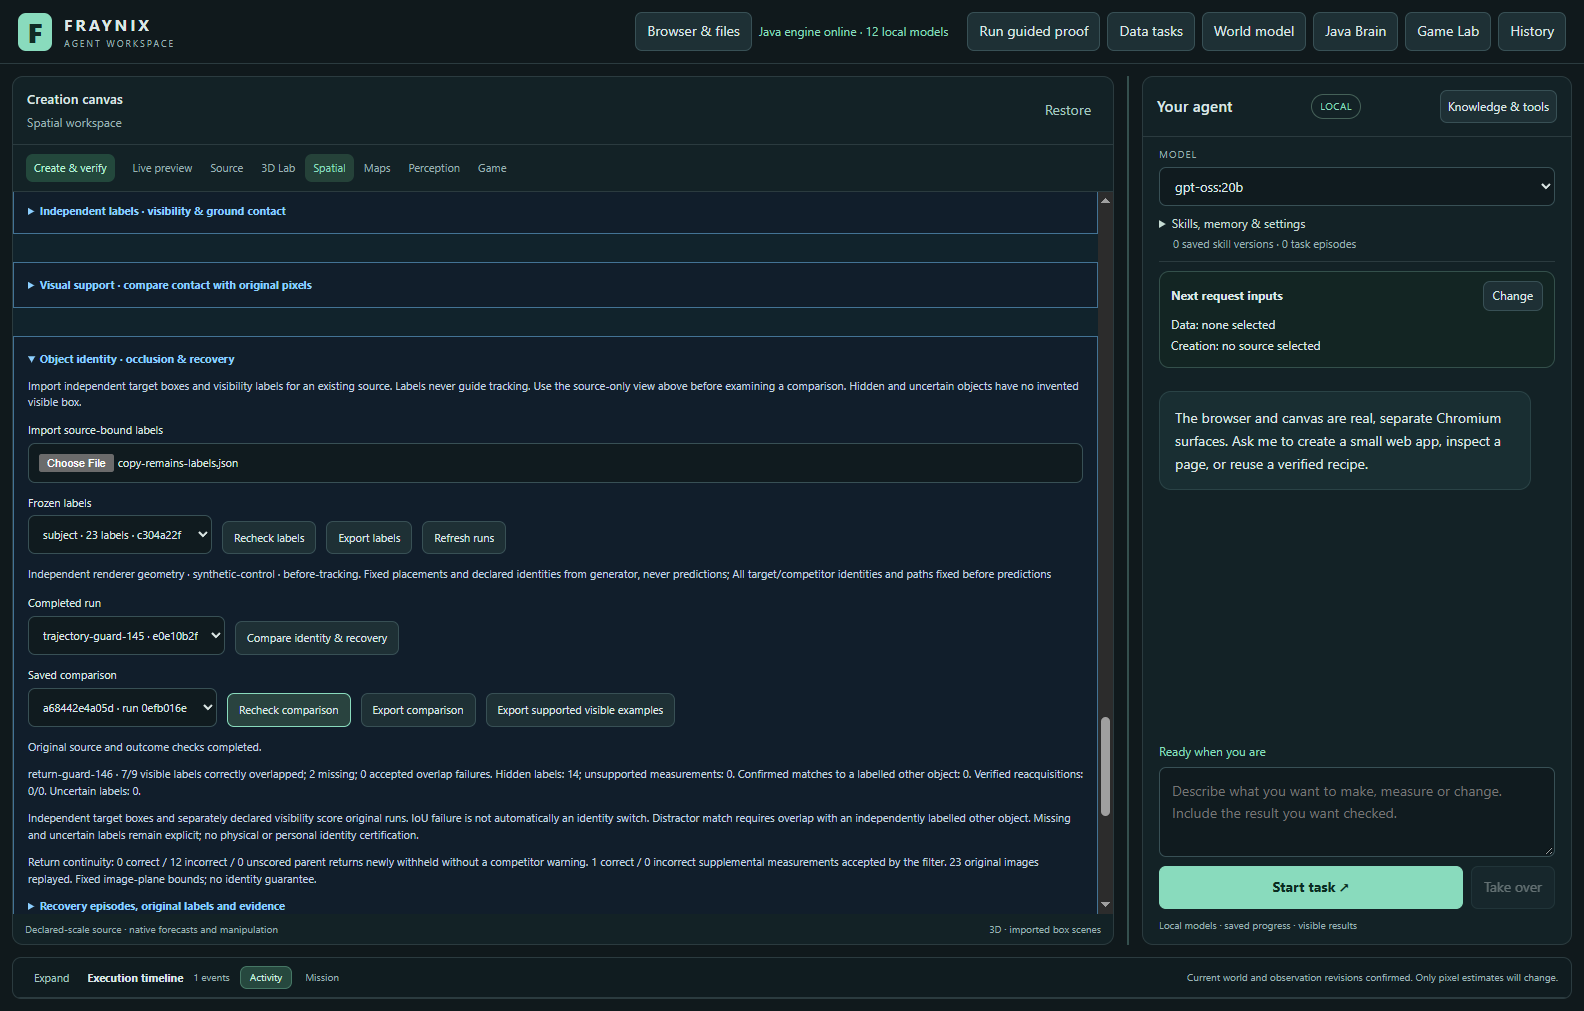 F
FRAYNIX
AGENT WORKSPACE
Browser & files
Java engine online · 12 local models
Run guided proof
Data tasks
World model
Java Brain
Game Lab
History
Creation canvas
Spatial workspace
Restore
Create & verify
Live preview
Source
3D Lab
Spatial
Maps
Perception
Game
Independent labels · visibility & ground contact
Visual support · compare contact with original pixels
Object identity · occlusion & recovery
Import independent target boxes and visibility labels for an existing source. Labels never guide tracking. Use the source-only view above before examining a comparison. Hidden and uncertain objects have no invented
visible box.
Import source-bound labels
Choose File copy-remains-labels.json
Frozen labels
subject · 23 labels · c304a22f
Recheck labels
Export labels
Refresh runs
Independent renderer geometry · synthetic-control · before-tracking. Fixed placements and declared identities from generator, never predictions; All target/competitor identities and paths fixed before predictions
Completed run
trajectory-guard-145 · e0e10b2f
Compare identity & recovery
Saved comparison
a68442e4a05d · run 0efb016e
Recheck comparison
Export comparison
Export supported visible examples
Original source and outcome checks completed.
return-guard-146 · 7/9 visible labels correctly overlapped; 2 missing; 0 accepted overlap failures. Hidden labels: 14; unsupported measurements: 0. Confirmed matches to a labelled other object: 0. Verified reacquisitions:
0/0. Uncertain labels: 0.
Independent target boxes and separately declared visibility score original runs. IoU failure is not automatically an identity switch. Distractor match requires overlap with an independently labelled other object. Missing
and uncertain labels remain explicit; no physical or personal identity certification.
Return continuity: 0 correct / 12 incorrect / 0 unscored parent returns newly withheld without a competitor warning. 1 correct / 0 incorrect supplemental measurements accepted by the filter. 23 original images
replayed. Fixed image-plane bounds; no identity guarantee.
Recovery episodes, original labels and evidence
Declared-scale source · native forecasts and manipulation
3D · imported box scenes
Your agent
LOCAL
Knowledge & tools
MODEL
gpt-oss:20b
Skills, memory & settings
0 saved skill versions · 0 task episodes
Next request inputs
Change
Data: none selected
Creation: no source selected
The browser and canvas are real, separate Chromium
surfaces. Ask me to create a small web app, inspect a
page, or reuse a verified recipe.
Ready when you are
Describe what you want to make, measure or change.
Include the result you want checked.
Start task ↗
Take over
Local models · saved progress · visible results
Expand
Execution timeline
1 events
Activity
Mission
Current world and observation revisions confirmed. Only pixel estimates will change.